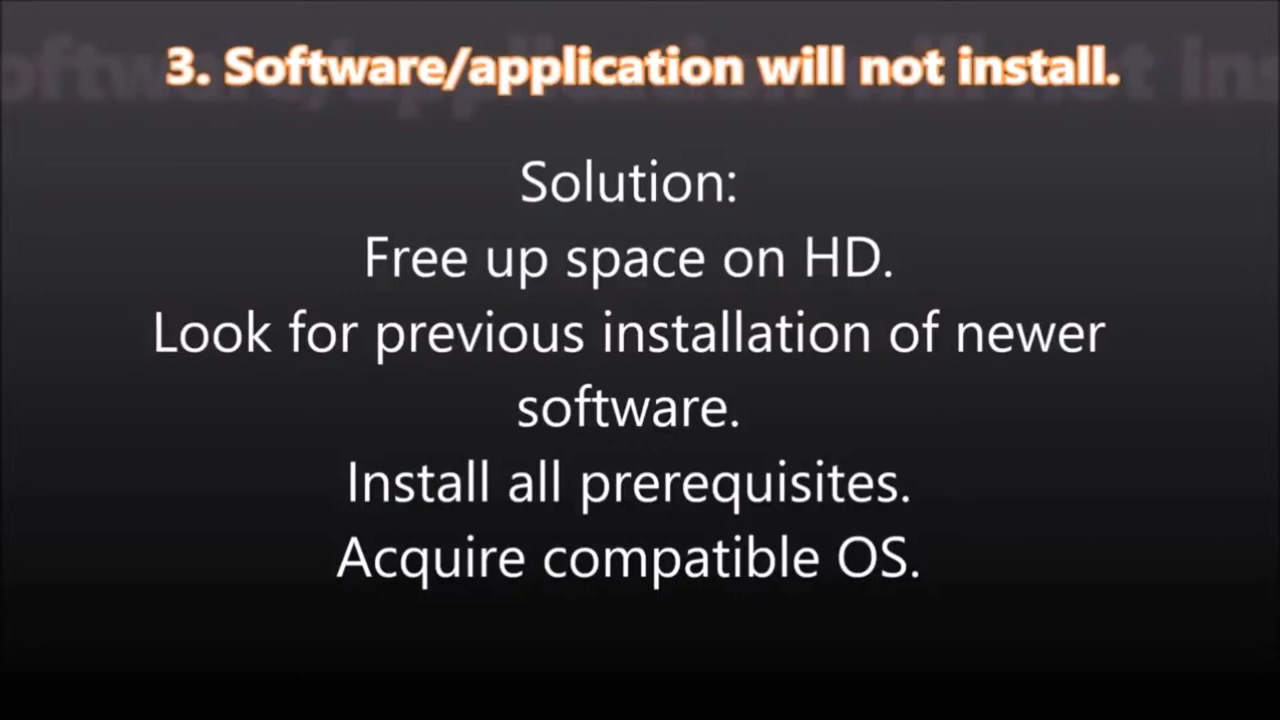 3. Software/application will not install.
Solution:
Free up space on HD.
Look for previous installation of newer
software.
Install all prerequisites.
Acquire compatible OS.